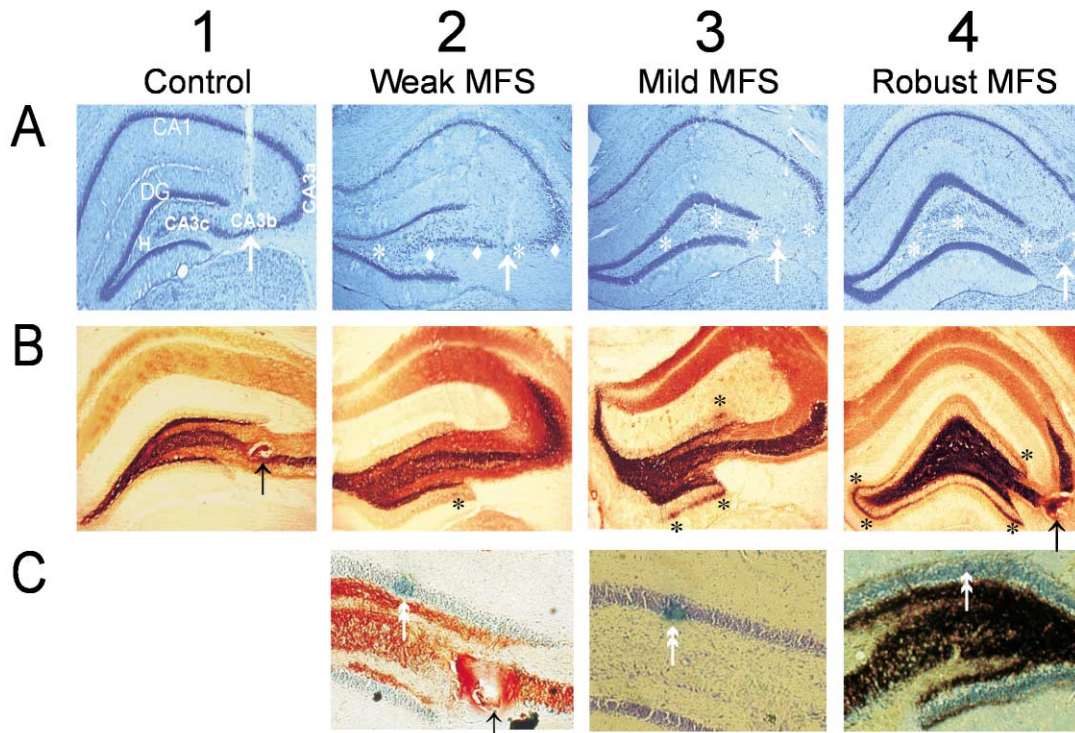 1 2 3 4
Control Weak MFS Mild MFS Robust MFS
A
CA1
CA3a
DG
CA3c CA3b
H
B
C